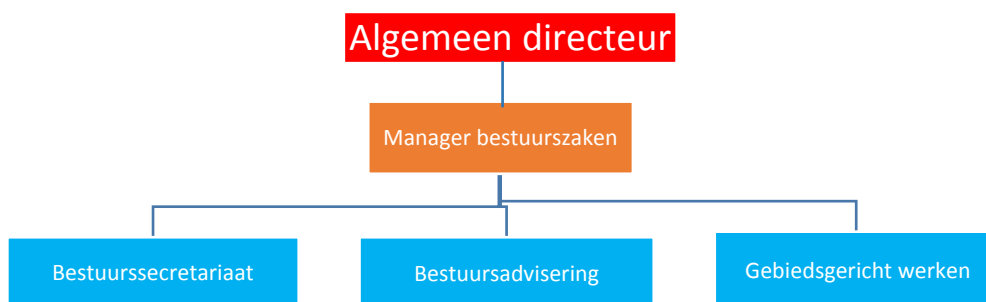 Algemeen directeur
Manager bestuurszaken
Bestuurssecretariaat
Bestuursadvisering
Gebiedsgericht werken